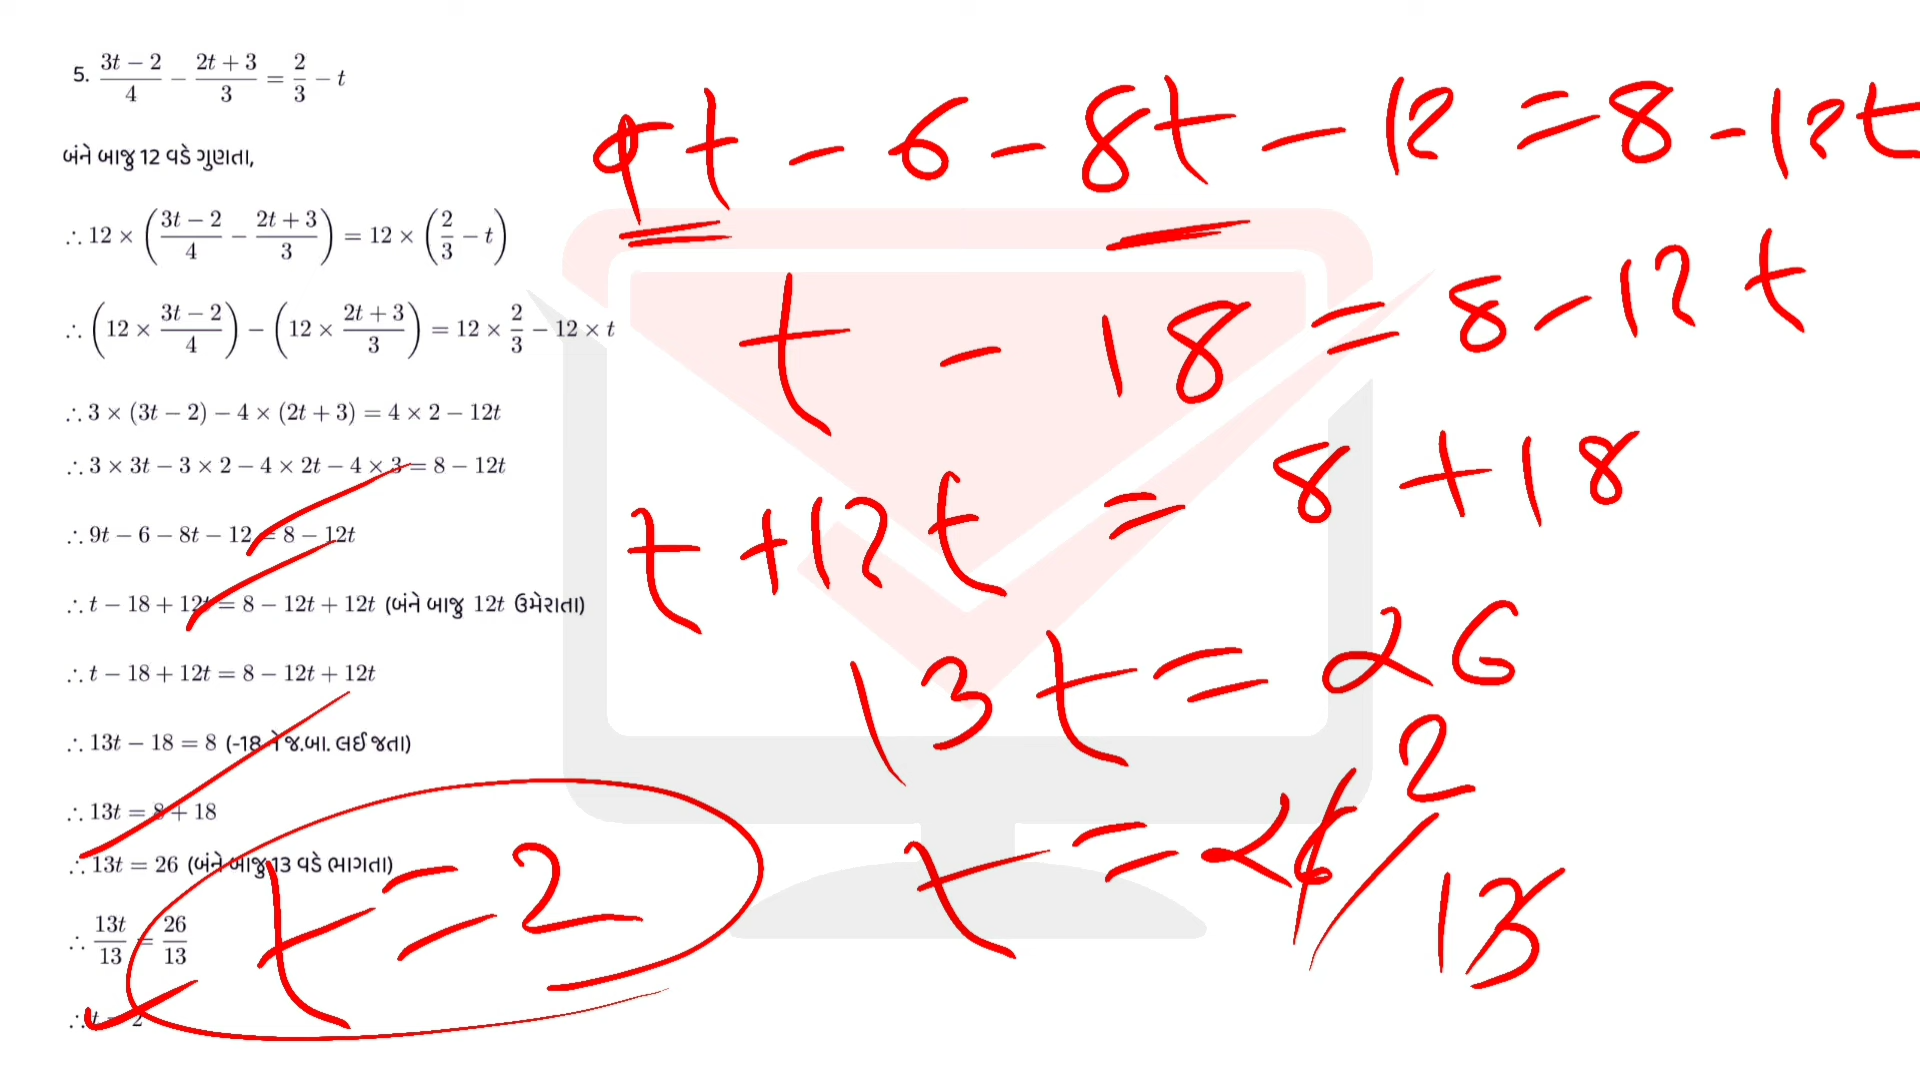 5. (3t − 2)/4 − (2t + 3)/3 = 2/3 − t
બંને બાજુ 12 વડે ગુણતા,
∴ 12 × ((3t − 2)/4 − (2t + 3)/3) = 12 × (2/3 − t)
∴ (12 × (3t − 2)/4) − (12 × (2t + 3)/3) = 12 × 2/3 − 12 × t
∴ 3 × (3t − 2) − 4 × (2t + 3) = 4 × 2 − 12t
∴ 3 × 3t − 3 × 2 − 4 × 2t − 4 × 3 = 8 − 12t
∴ 9t − 6 − 8t − 12 = 8 − 12t
∴ t − 18 + 12t = 8 − 12t + 12t (બંને બાજુ 12t ઉમેરાતા)
∴ t − 18 + 12t = 8 − 12t + 12t
∴ 13t − 18 = 8 (-18 ને જ.બા. લઈ જતા)
∴ 13t = 8 + 18
∴ 13t = 26 (બંને બાજુ 13 વડે ભાગતા)
∴ 13t/13 = 26/13
∴ t = 2
9t − 6 − 8t − 12 = 8 − 12t
t − 18 = 8 − 12t
t + 12t = 8 + 18
13t = 26
2
t = 26/13
t = 2